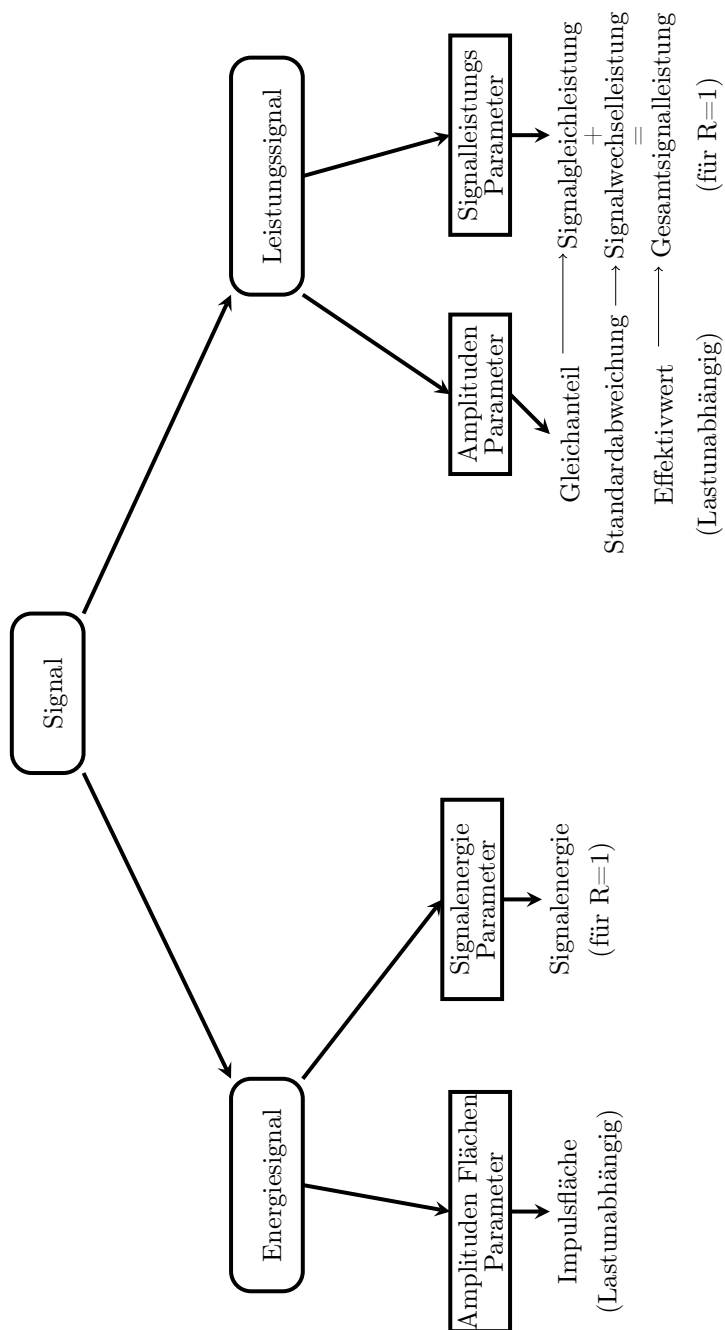 Signal
Energiesignal
Leistungssignal
Amplituden Flächen
Parameter
Signalenergie
Parameter
Amplituden
Parameter
Signalleistungs
Parameter
Impulsfläche
(Lastunabhängig)
Signalenergie
(für R=1)
Gleichanteil
Signalgleichleistung
+
Standardabweichung
Signalwechselleistung
=
Effektivwert
Gesamtsignalleistung
(Lastunabhängig)
(für R=1)